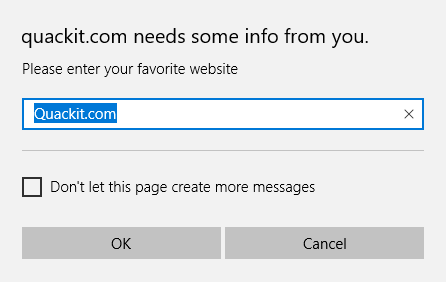 quackit.com needs some info from you.
Please enter your favorite website
Quackit.com
Don't let this page create more messages
OK
Cancel